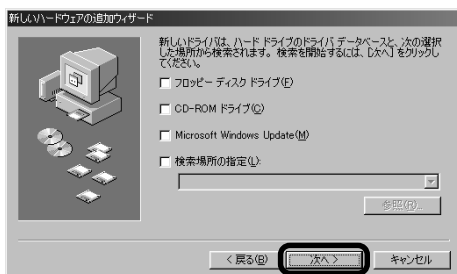 新しいハードウェアの追加ウィザード
新しいドライバは、ハード ドライブのドライバ データベースと、次の選択
した場所から検索されます。検索を開始するには、[次へ] をクリックし
てください。
フロッピー ディスク ドライブ(F)
CD-ROM ドライブ(C)
Microsoft Windows Update(M)
検索場所の指定(L):
参照(R)...
< 戻る(B)
次へ >
キャンセル